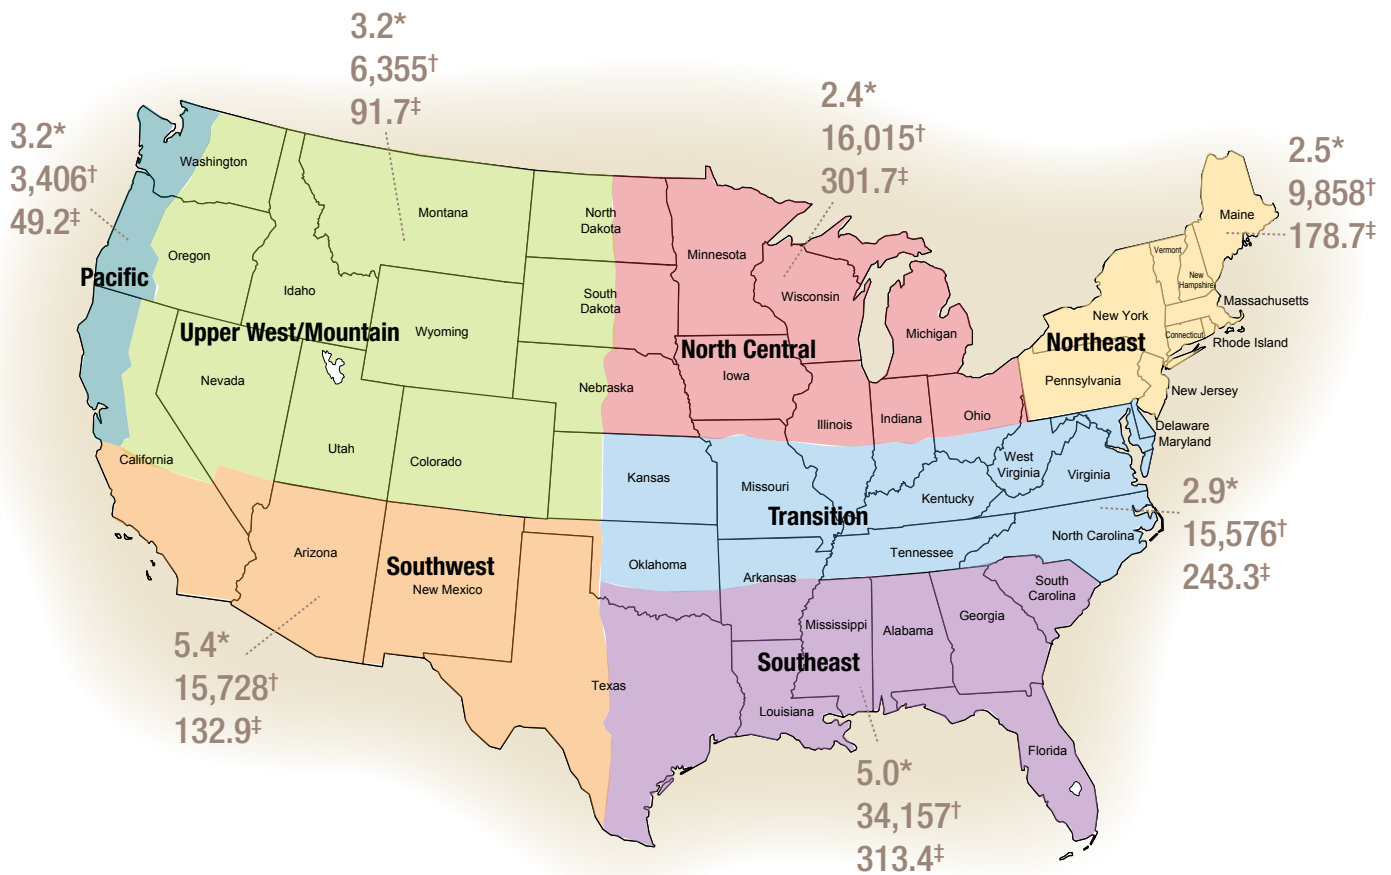 3.2*
6,355†
91.7‡
2.4*
16,015†
301.7‡
3.2*
3,406†
49.2‡
2.5*
9,858†
178.7‡
Washington
Montana
North
Dakota
Minnesota
Maine
Vermont
New
Hampshire
Oregon
Pacific
Idaho
South
Dakota
Wisconsin
Massachusetts
New York
Upper West/Mountain
Wyoming
Michigan
Connecticut
Rhode Island
North Central
Northeast
Nevada
Nebraska
Iowa
Pennsylvania
New Jersey
Illinois
Indiana
Ohio
Delaware
Maryland
California
Utah
Colorado
Kansas
Missouri
West
Virginia
Virginia
Kentucky
2.9*
15,576†
243.3‡
Transition
North Carolina
Arizona
Southwest
New Mexico
Oklahoma
Arkansas
Tennessee
South
Carolina
Georgia
Mississippi
Alabama
5.4*
15,728†
132.9‡
Southeast
Texas
Louisiana
Florida
5.0*
34,157†
313.4‡